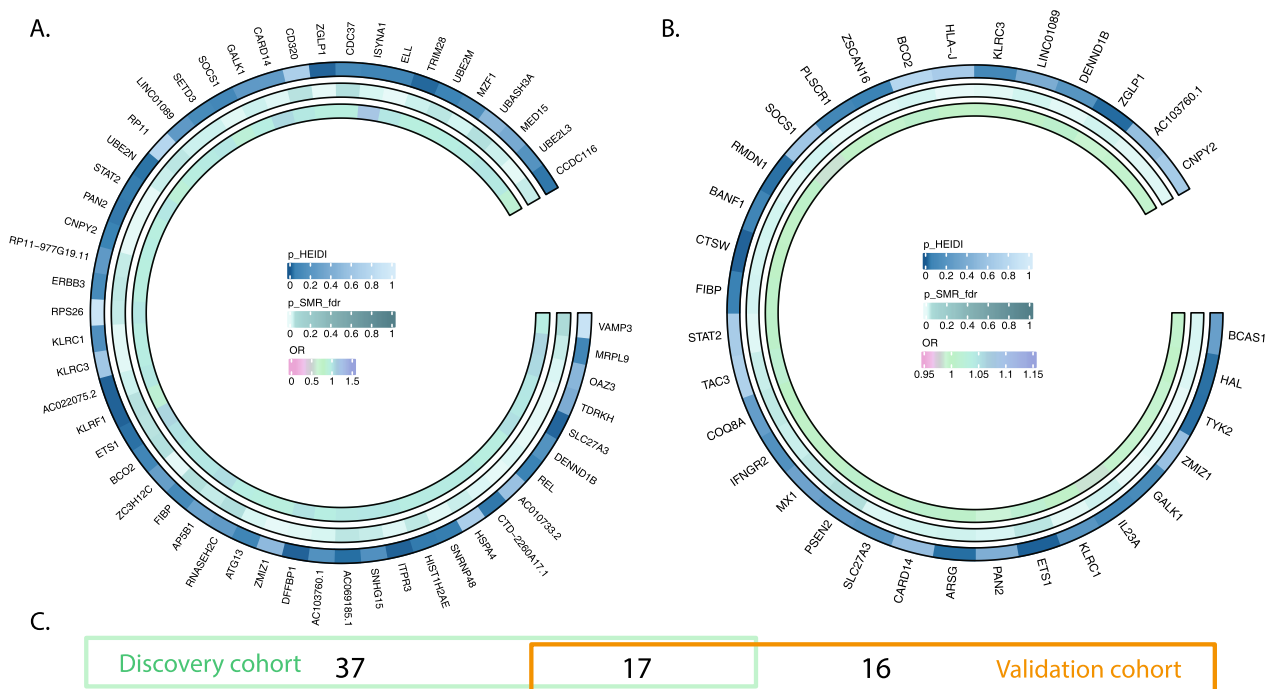 A.
ZGLP1
CDC37
ISYNA1
ELL
TRIM28
UBE2M
MZF1
UBASH3A
MED15
UBE2L3
CCDC116
CD320
CARD14
GALK1
SOCS1
SETD3
LINC01089
RP11
UBE2N
STAT2
PAN2
CNPY2
RP11-977G19.11
ERBB3
RPS26
KLRC1
KLRC3
AC022075.2
KLRF1
ETS1
BCO2
ZC3H12C
FIBP
AP5B1
RNASEH2C
ATG13
ZMIZ1
DFFBP1
AC103760.1
AC069185.1
SNHG15
ITPR3
HIST1H2AE
SNRNP48
HSPA4
CTD-2260A17.1
AC010733.2
REL
DENND1B
SLC27A3
TDRKH
OAZ3
MRPL9
VAMP3
p_HEIDI
0 0.2 0.4 0.6 0.8 1
p_SMR_fdr
0 0.2 0.4 0.6 0.8 1
OR
0 0.5 1 1.5
B.
HLA-J
KLRC3
LINC01089
DENND1B
ZGLP1
AC103760.1
CNPY2
BCO2
ZSCAN16
PLSCR1
SOCS1
RMDN1
BANF1
CTSW
FIBP
STAT2
TAC3
COQ8A
IFNGR2
MX1
PSEN2
SLC27A3
CARD14
ARSG
PAN2
ETS1
KLRC1
IL23A
GALK1
ZMIZ1
TYK2
HAL
BCAS1
p_HEIDI
0 0.2 0.4 0.6 0.8 1
p_SMR_fdr
0 0.2 0.4 0.6 0.8 1
OR
0.95 1 1.05 1.1 1.15
C.
Discovery cohort 37 17 16 Validation cohort